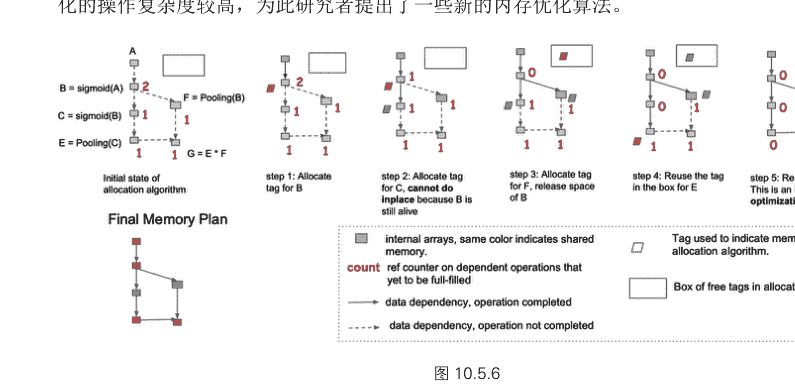 化的操作复杂度较高，为此研究者提出了一些新的内存优化算法。
A
B = sigmoid(A)
2
F = Pooling(B)
C = sigmoid(B)
1
1
E = Pooling(C)
1
1
G = E * F
Initial state of
allocation algorithm
2
1
1
1
1
step 1: Allocate
tag for B
1
1
1
1
1
step 2: Allocate tag
for C, cannot do
inplace because B is
still alive
0
1
1
1
1
step 3: Allocate tag
for F, release space
of B
0
0
1
1
1
step 4: Reuse the tag
in the box for E
0
0
0
step 5: Re
This is an
optimizati
Final Memory Plan
internal arrays, same color indicates shared
memory.
count ref counter on dependent operations that
yet to be full-filled
data dependency, operation completed
data dependency, operation not completed
Tag used to indicate mem
allocation algorithm.
Box of free tags in allocat
图 10.5.6